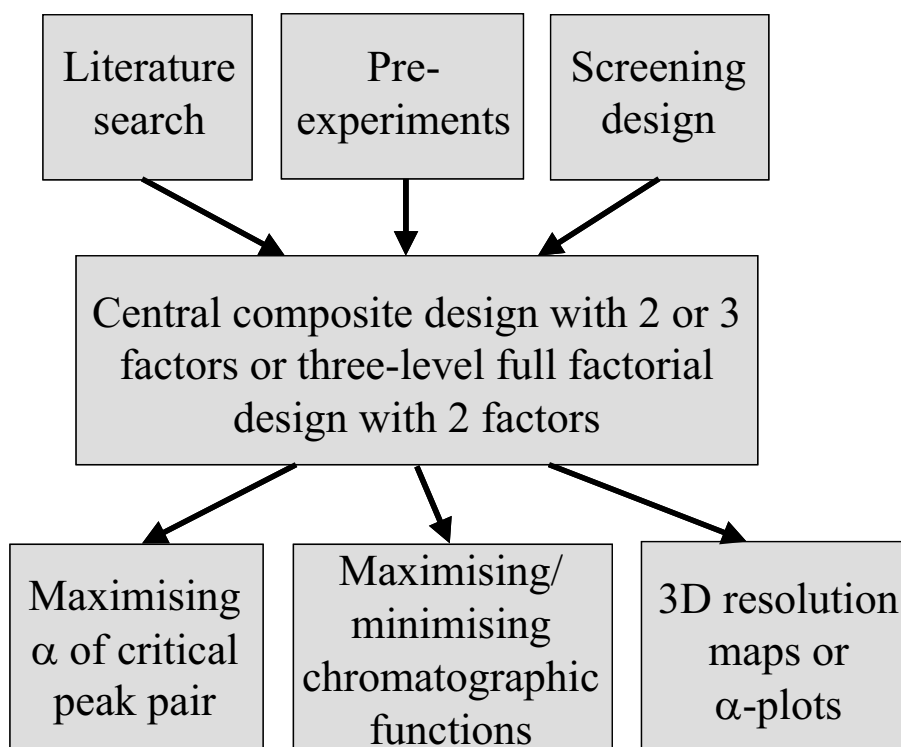 Literature
search
Pre-
experiments
Screening
design
Central composite design with 2 or 3
factors or three-level full factorial
design with 2 factors
Maximising
α of critical
peak pair
Maximising/
minimising
chromatographic
functions
3D resolution
maps or
α-plots